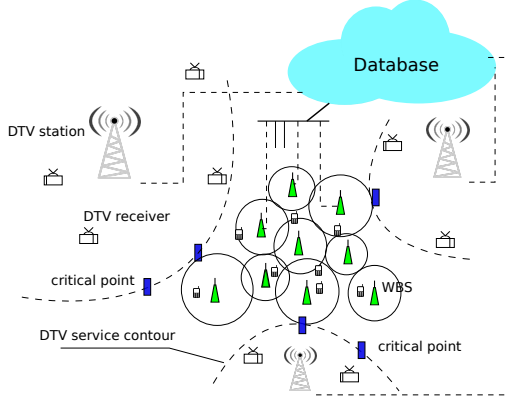 Database
DTV station
DTV receiver
critical point
WBS
DTV service contour
critical point